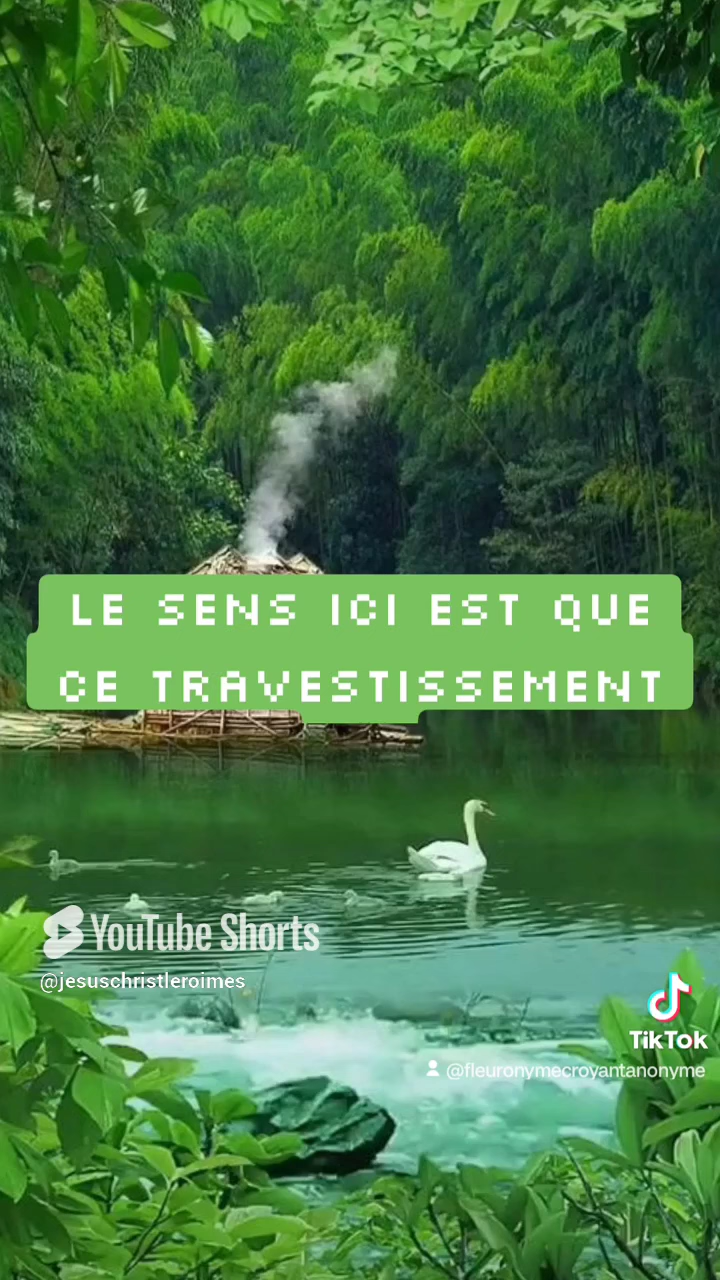 LE SENS ICI EST QUE
CE TRAVESTISSEMENT
YouTube Shorts
@jesuschristleroimes
TikTok
@fleuronymecroyantanonyme